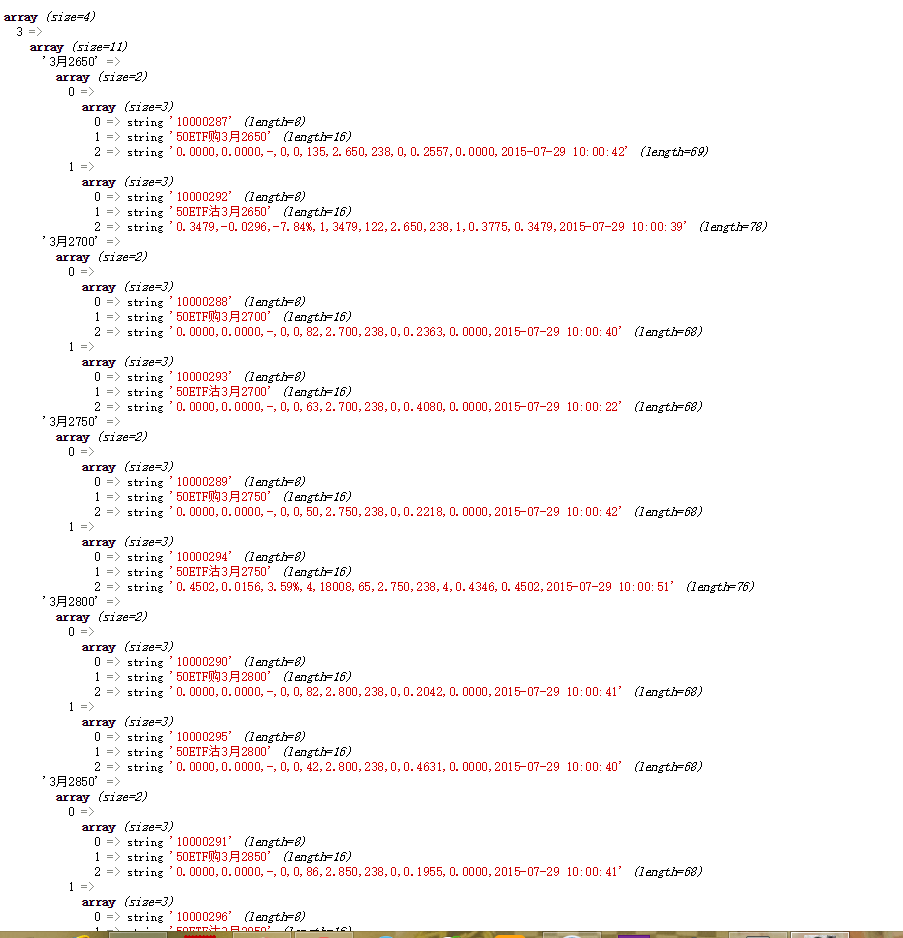 array (size=4)
3 =>
array (size=11)
'3月2650' =>
array (size=2)
0 =>
array (size=3)
0 => string '10000287' (length=8)
1 => string '50ETF购3月2650' (length=16)
2 => string '0.0000,0.0000,-,0,0,135,2.650,238,0,0.2557,0.0000,2015-07-29 10:00:42' (length=69)
1 =>
array (size=3)
0 => string '10000292' (length=8)
1 => string '50ETF沽3月2650' (length=16)
2 => string '0.3479,-0.0296,-7.84%,1,3479,122,2.650,238,1,0.3775,0.3479,2015-07-29 10:00:39' (length=78)
'3月2700' =>
array (size=2)
0 =>
array (size=3)
0 => string '10000288' (length=8)
1 => string '50ETF购3月2700' (length=16)
2 => string '0.0000,0.0000,-,0,0,82,2.700,238,0,0.2363,0.0000,2015-07-29 10:00:40' (length=68)
1 =>
array (size=3)
0 => string '10000293' (length=8)
1 => string '50ETF沽3月2700' (length=16)
2 => string '0.0000,0.0000,-,0,0,63,2.700,238,0,0.4080,0.0000,2015-07-29 10:00:22' (length=68)
'3月2750' =>
array (size=2)
0 =>
array (size=3)
0 => string '10000289' (length=8)
1 => string '50ETF购3月2750' (length=16)
2 => string '0.0000,0.0000,-,0,0,50,2.750,238,0,0.2218,0.0000,2015-07-29 10:00:42' (length=68)
1 =>
array (size=3)
0 => string '10000294' (length=8)
1 => string '50ETF沽3月2750' (length=16)
2 => string '0.4502,0.0156,3.59%,4,18008,65,2.750,238,4,0.4346,0.4502,2015-07-29 10:00:51' (length=76)
'3月2800' =>
array (size=2)
0 =>
array (size=3)
0 => string '10000290' (length=8)
1 => string '50ETF购3月2800' (length=16)
2 => string '0.0000,0.0000,-,0,0,82,2.800,238,0,0.2042,0.0000,2015-07-29 10:00:41' (length=68)
1 =>
array (size=3)
0 => string '10000295' (length=8)
1 => string '50ETF沽3月2800' (length=16)
2 => string '0.0000,0.0000,-,0,0,42,2.800,238,0,0.4631,0.0000,2015-07-29 10:00:40' (length=68)
'3月2850' =>
array (size=2)
0 =>
array (size=3)
0 => string '10000291' (length=8)
1 => string '50ETF购3月2850' (length=16)
2 => string '0.0000,0.0000,-,0,0,86,2.850,238,0,0.1955,0.0000,2015-07-29 10:00:41' (length=68)
1 =>
array (size=3)
0 => string '10000296' (length=8)